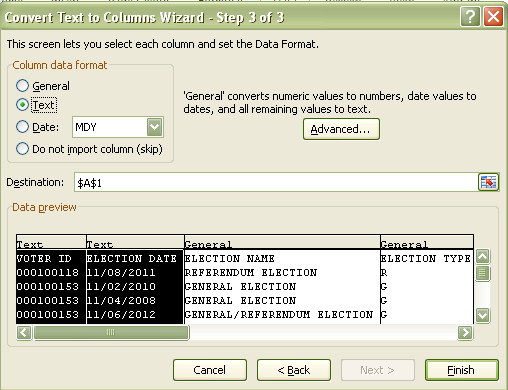 Convert Text to Columns Wizard - Step 3 of 3
This screen lets you select each column and set the Data Format.
Column data format
General
Text
Date: MDY
Do not import column (skip)
'General' converts numeric values to numbers, date values to
dates, and all remaining values to text.
Advanced...
Destination: $A$1
Data preview
Text Text General General
VOTER ID ELECTION DATE ELECTION NAME ELECTION TYPE
000100118 11/08/2011 REFERENDUM ELECTION R
000100153 11/02/2010 GENERAL ELECTION G
000100153 11/04/2008 GENERAL ELECTION G
000100153 11/06/2012 GENERAL/REFERENDUM ELECTION G
Cancel < Back Next > Finish